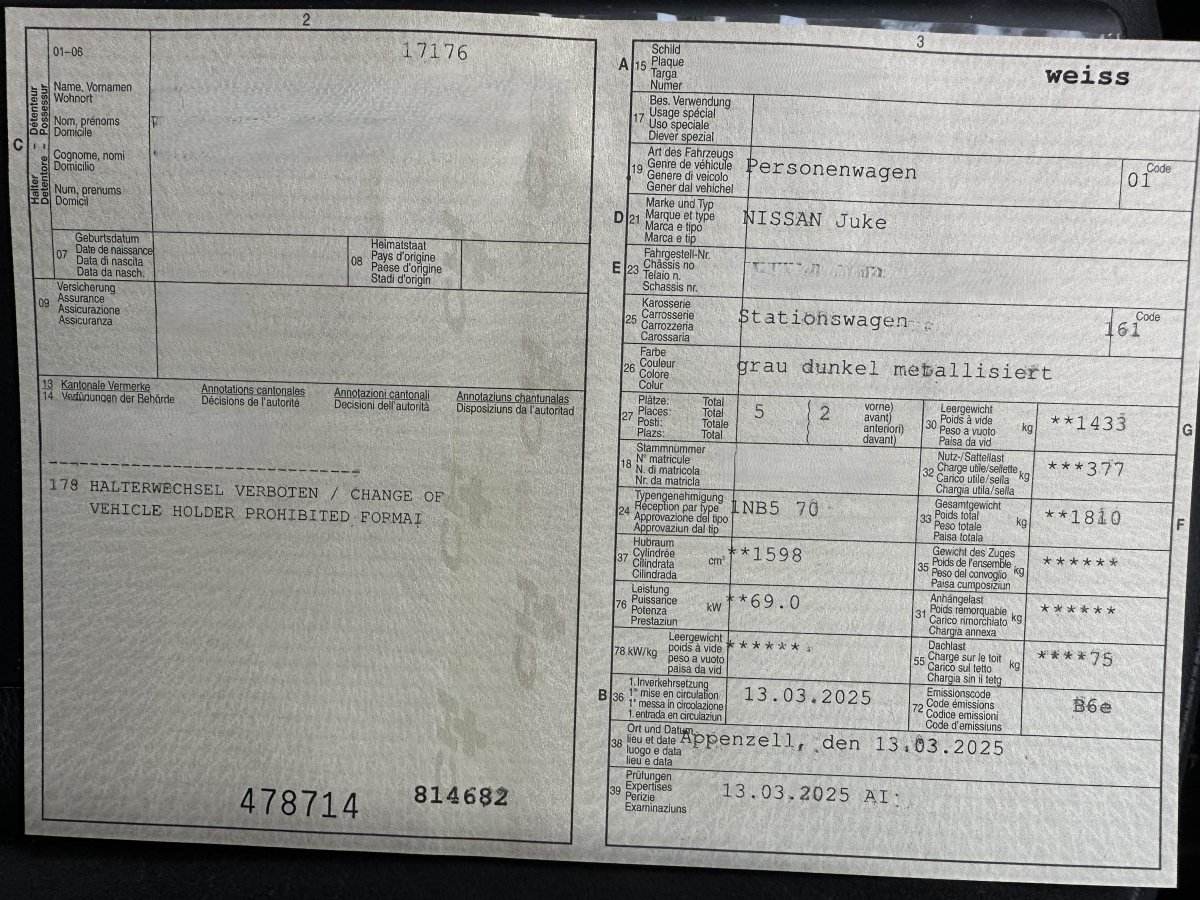 2
01-06
17176
C
Halter - Détenteur
Detentore - Possessur
Name, Vornamen
Wohnort
Nom, prénoms
Domicile
Cognome, nomi
Domicilio
Num, prenums
Domicil
07
Geburtsdatum
Date de naissance
Data di nascita
Data da nasch.
08
Heimatstaat
Pays d'origine
Paese d'origine
Stadi d'origin
09
Versicherung
Assurance
Assicurazione
Assicuranza
13 Kantonale Vermerke
14 Verfügungen der Behörde
Annotations cantonales
Décisions de l'autorité
Annotazioni cantonali
Decisioni dell'autorità
Annotaziuns chantunales
Disposiziuns da l'autoritad
178 HALTERWECHSEL VERBOTEN / CHANGE OF
VEHICLE HOLDER PROHIBITED FORMAI
478714
814682
3
A
15
Schild
Plaque
Targa
Numer
weiss
17
Bes. Verwendung
Usage spécial
Uso speciale
Diever spezial
19
Art des Fahrzeugs
Genre de véhicule
Genere di veicolo
Gener dal vehichel
Personenwagen
Code
01
D
21
Marke und Typ
Marque et type
Marca e tipo
Marca e tip
NISSAN Juke
E
23
Fahrgestell-Nr.
Châssis no
Telaio n.
Schassis nr.
25
Karosserie
Carrosserie
Carrozzeria
Carossaria
Stationswagen
Code
161
26
Farbe
Couleur
Colore
Colur
grau dunkel metallisiert
27
Plätze: Total
Places: Total
Posti: Totale
Plazs: Total
5
2
vorne)
avant)
anteriori)
davant)
30
Leergewicht
Poids à vide
Peso a vuoto
Paisa da vid
kg
**1433
G
18
Stammnummer
N° matricule
N. di matricola
Nr. da matricla
32
Nutz-/Sattellast
Charge utile/sellette
Carico utile/sella
Chargia utila/sella
kg
***377
24
Typengenehmigung
Réception par type
Approvazione del tipo
Approvaziun dal tip
1NB5 70
33
Gesamtgewicht
Poids total
Peso totale
Paisa totala
kg
**1810
F
37
Hubraum
Cylindrée
Cilindrata
Cilindrada
cm³
**1598
35
Gewicht des Zuges
Poids de l'ensemble
Peso del convoglio
Paisa cumposiziun
kg
******
76
Leistung
Puissance
Potenza
Prestaziun
kW
**69.0
31
Anhängelast
Poids remorquable
Carico rimorchiato
Chargia annexa
kg
******
78 kW/kg
Leergewicht
poids à vide
peso a vuoto
paisa da vid
******
55
Dachlast
Charge sur le toit
Carico sul tetto
Chargia sin il tetg
kg
****75
B
36
1. Inverkehrsetzung
1re mise en circulation
1a messa in circolazione
1. entrada en circulaziun
13.03.2025
72
Emissionscode
Code émissions
Codice emissioni
Code d'emissiuns
B6e
38
Ort und Datum
lieu et date
luogo e data
lieu e data
Appenzell, den 13.03.2025
39
Prüfungen
Expertises
Perizie
Examinaziuns
13.03.2025 AI